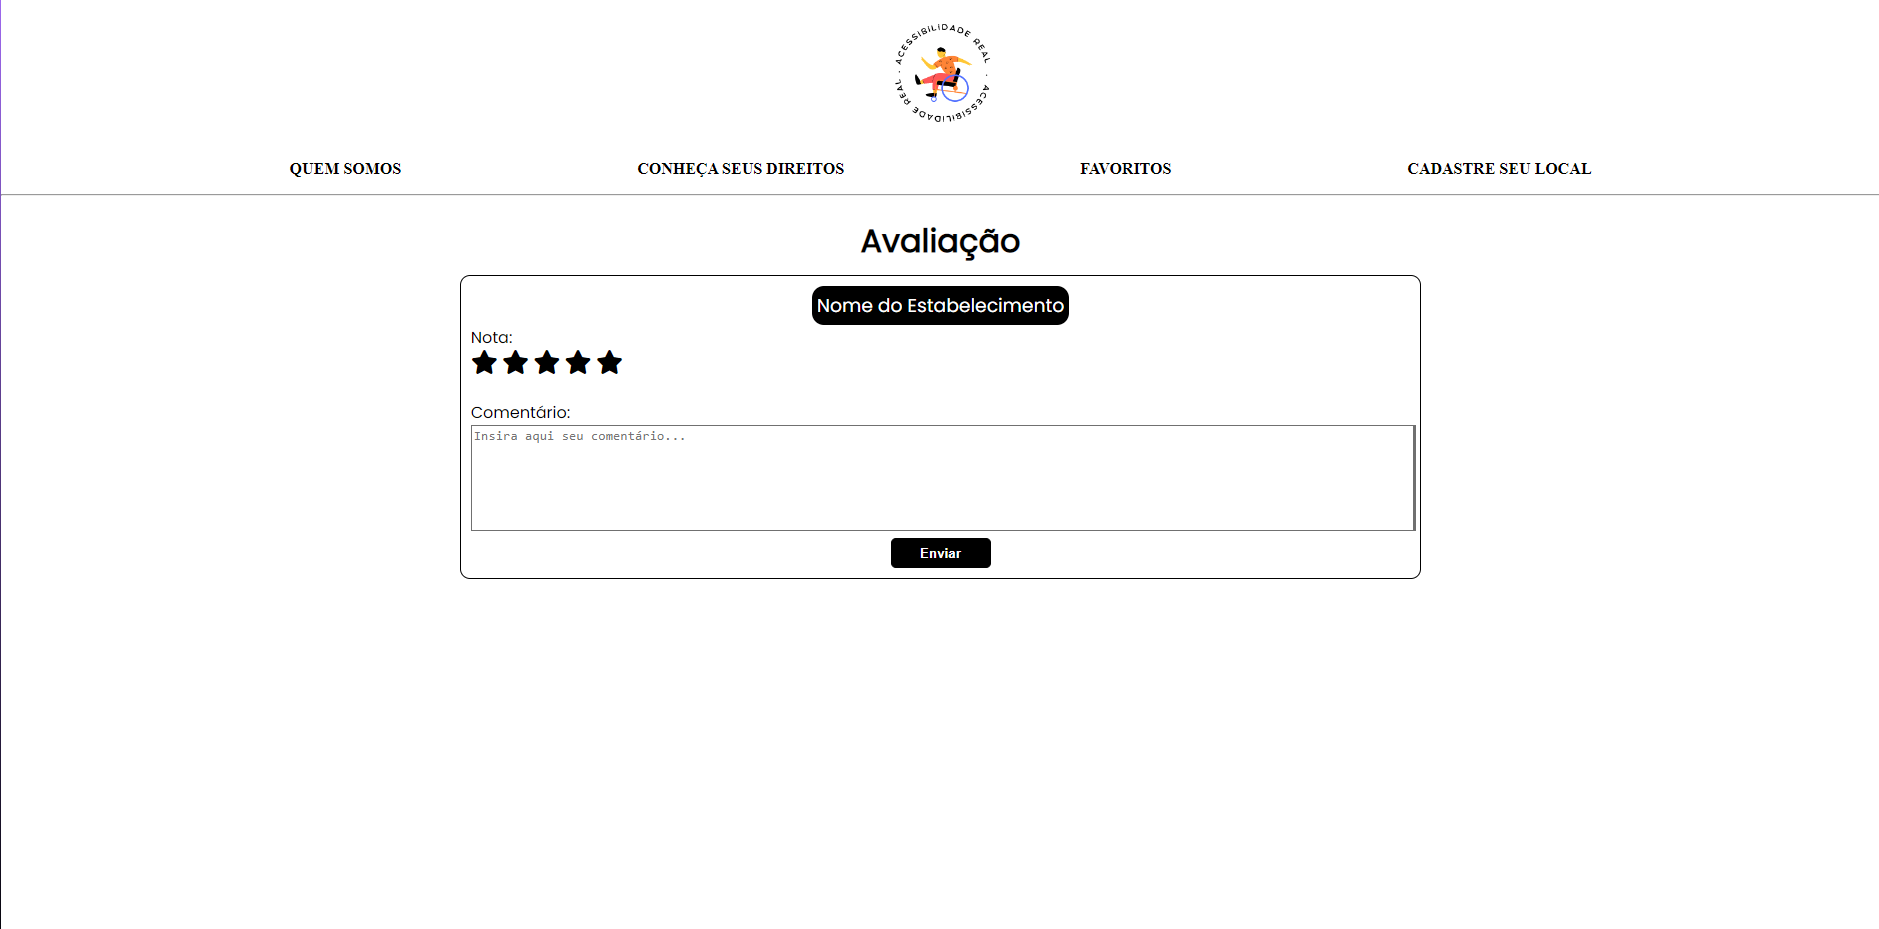 ACESSIBILIDADE REAL · ACESSIBILIDADE REAL ·
QUEM SOMOS
CONHEÇA SEUS DIREITOS
FAVORITOS
CADASTRE SEU LOCAL
Avaliação
Nome do Estabelecimento
Nota:
Comentário:
Insira aqui seu comentário...
Enviar